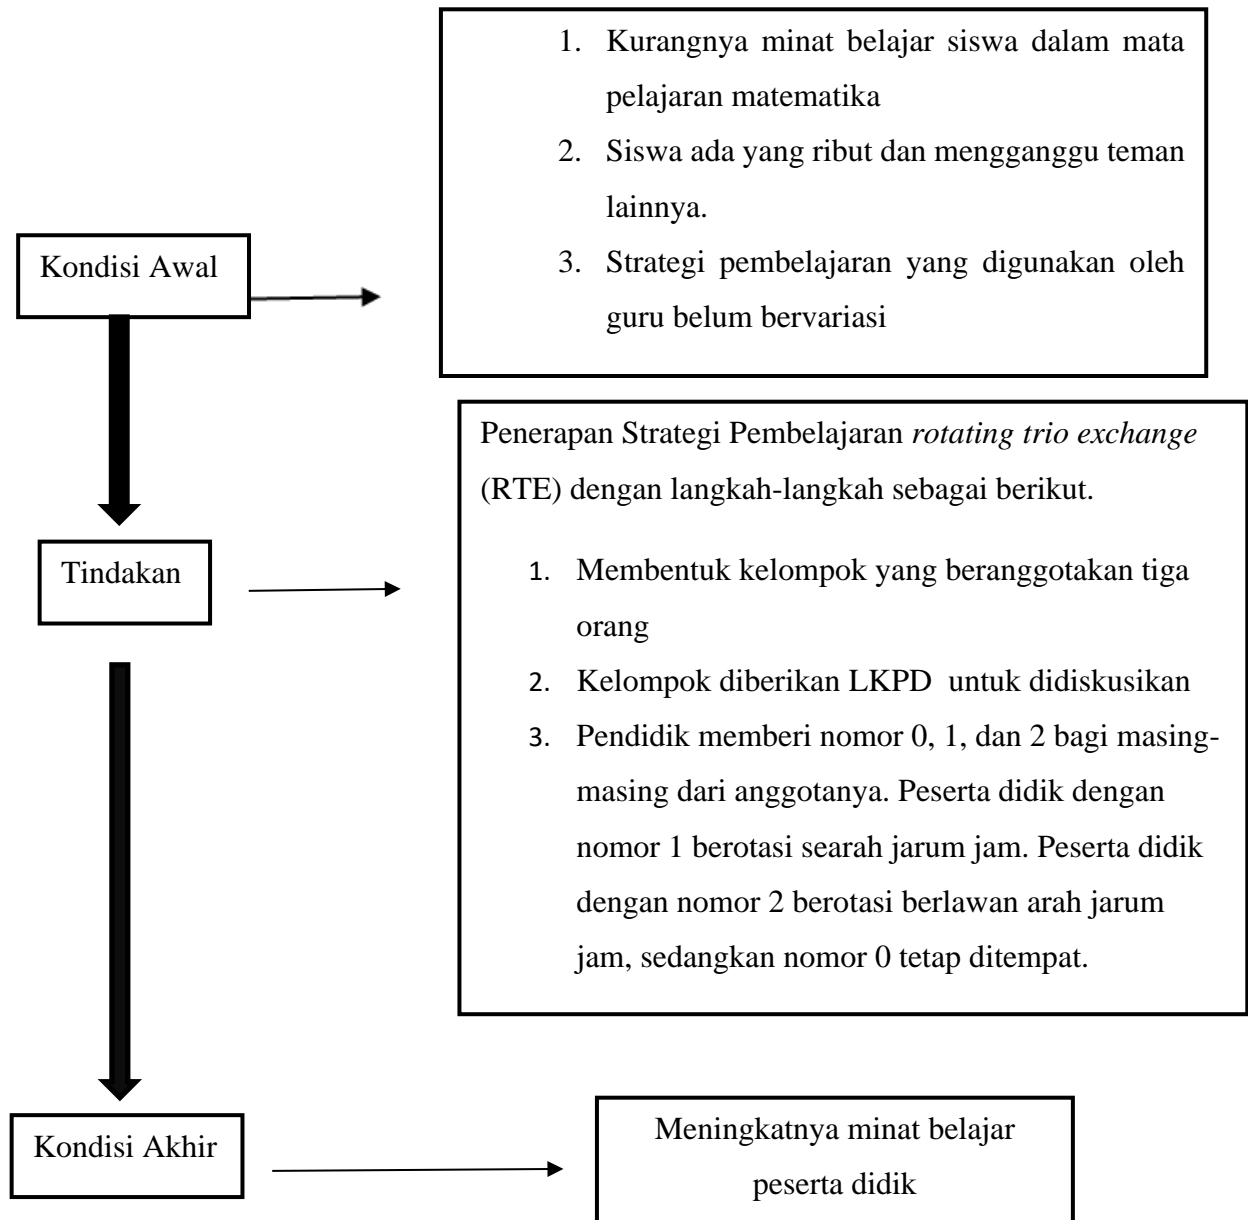 1. Kurangnya minat belajar siswa dalam mata
pelajaran matematika
2. Siswa ada yang ribut dan mengganggu teman
lainnya.
3. Strategi pembelajaran yang digunakan oleh
guru belum bervariasi
Kondisi Awal
Penerapan Strategi Pembelajaran rotating trio exchange
(RTE) dengan langkah-langkah sebagai berikut.
1. Membentuk kelompok yang beranggotakan tiga
orang
2. Kelompok diberikan LKPD untuk didiskusikan
3. Pendidik memberi nomor 0, 1, dan 2 bagi masing-
masing dari anggotanya. Peserta didik dengan
nomor 1 berotasi searah jarum jam. Peserta didik
dengan nomor 2 berotasi berlawan arah jarum
jam, sedangkan nomor 0 tetap ditempat.
Tindakan
Kondisi Akhir
Meningkatnya minat belajar
peserta didik